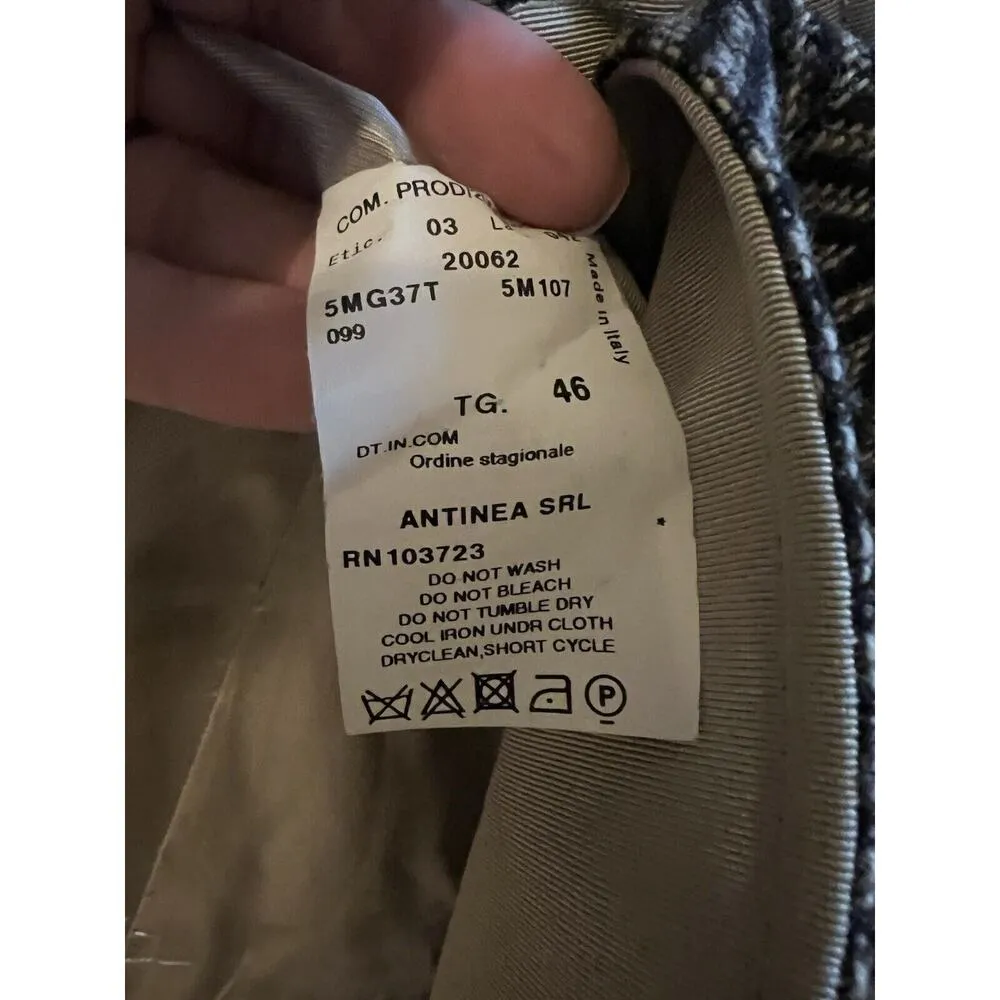 COM. PROD
Etic. 03
20062
5MG37T 5M107
099
Made in Italy
TG. 46
DT.IN.COM
Ordine stagionale
ANTINEA SRL
RN103723
DO NOT WASH
DO NOT BLEACH
DO NOT TUMBLE DRY
COOL IRON UNDR CLOTH
DRYCLEAN,SHORT CYCLE
P